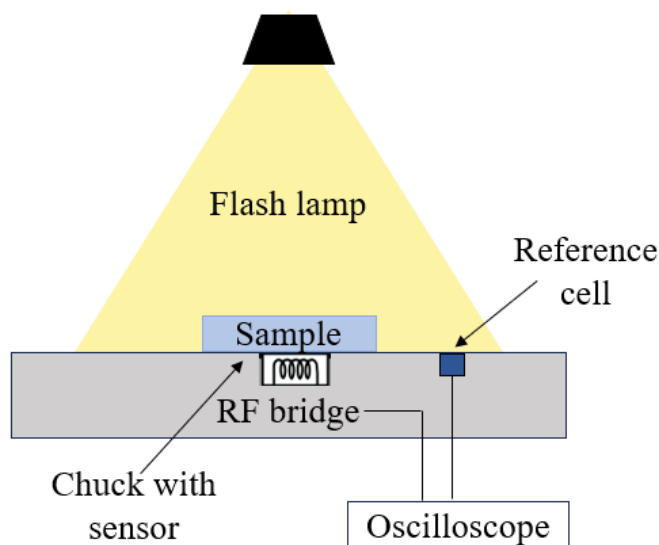 Flash lamp
Reference
cell
Sample
RF bridge
Chuck with
sensor
Oscilloscope